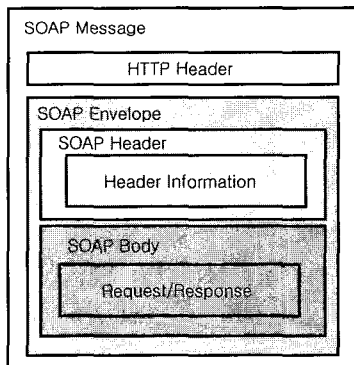 SOAP Message
HTTP Header
SOAP Envelope
SOAP Header
Header Information
SOAP Body
Request/Response